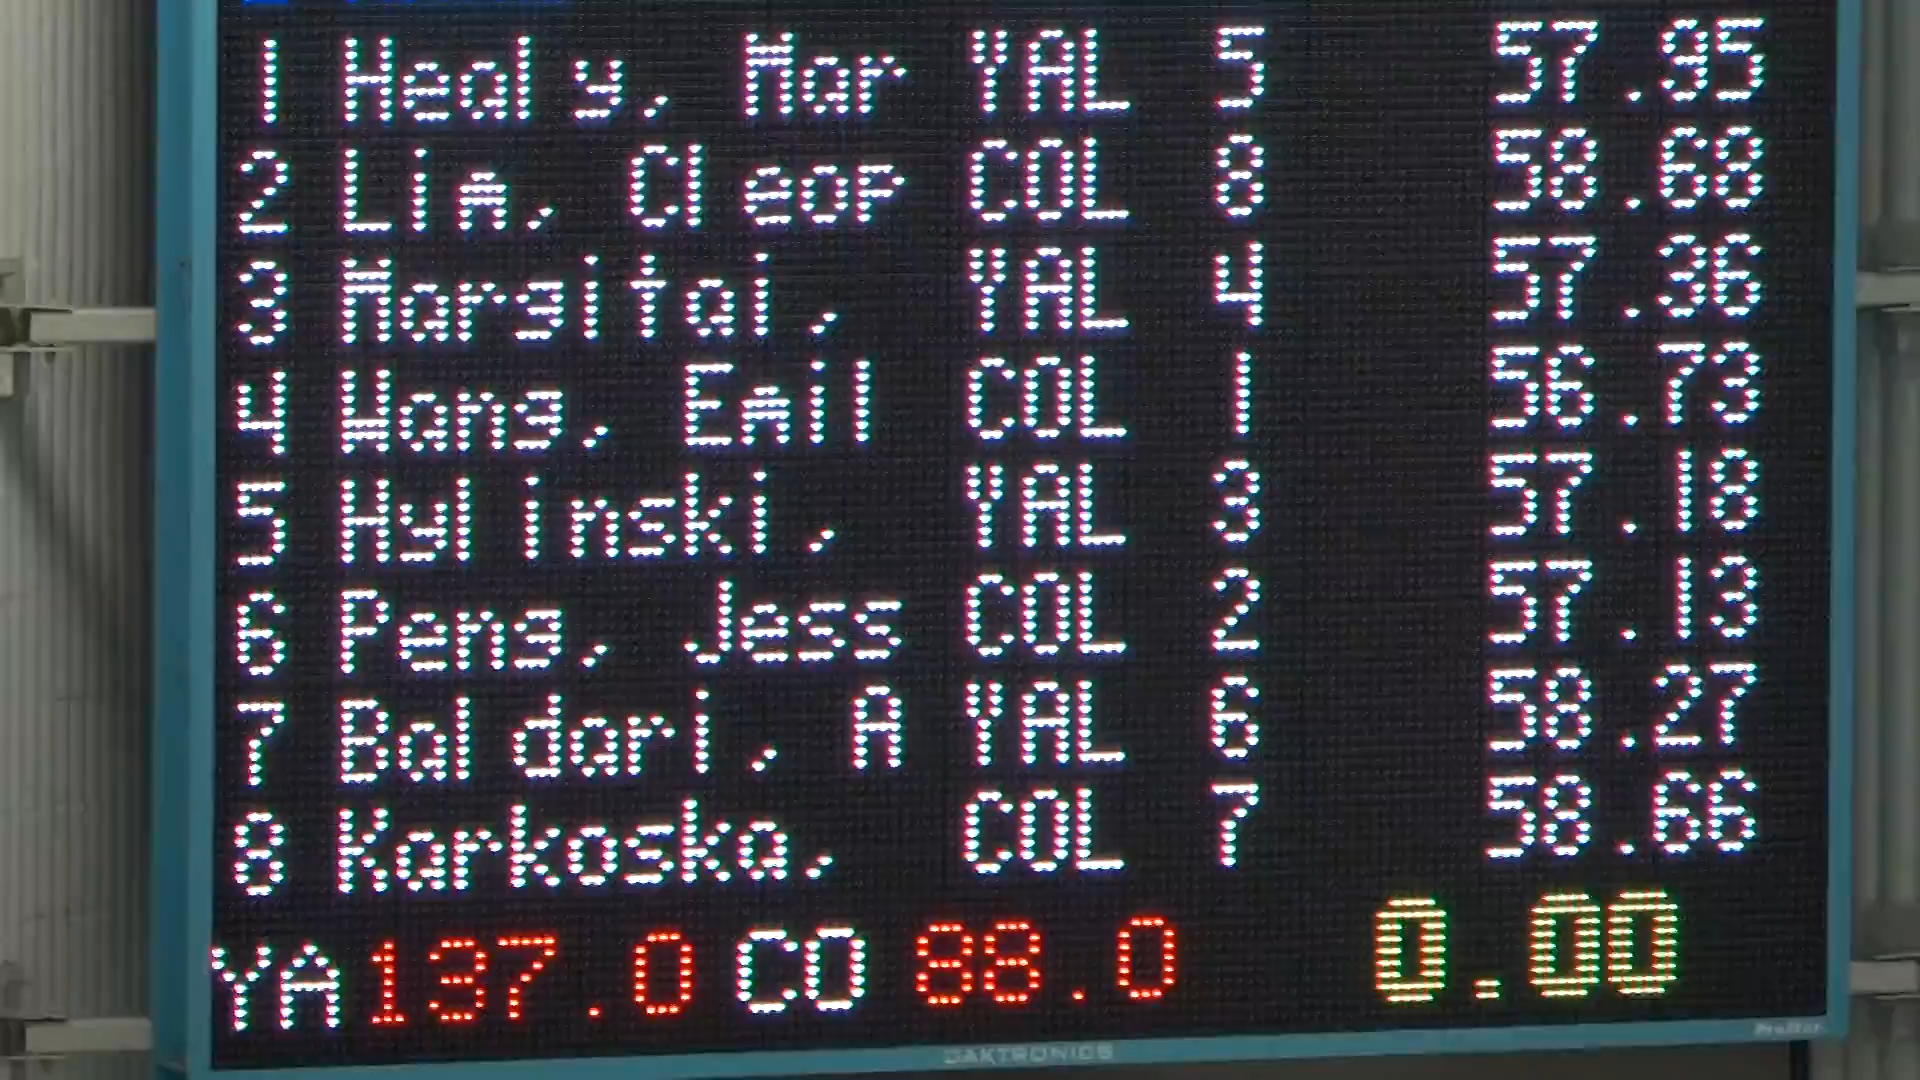 1 Healy, Mar YAL 5 57.95
2 Lim, Cleop COL 8 58.68
3 Margitai, YAL 4 57.36
4 Wang, Emil COL 1 56.73
5 Hylinski, YAL 3 57.18
6 Peng, Jess COL 2 57.13
7 Baldari, A YAL 6 58.27
8 Karkoska, COL 7 58.66
YA 137.0 CO 88.0 0.00
ProStar
DAKTRONICS